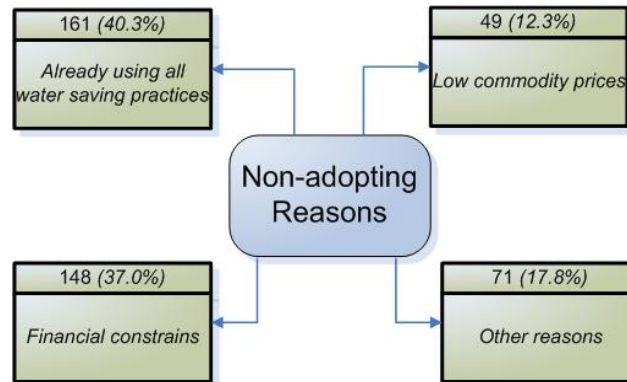 161 (40.3%)
Already using all
water saving practices
49 (12.3%)
Low commodity prices
Non-adopting
Reasons
148 (37.0%)
Financial constrains
71 (17.8%)
Other reasons